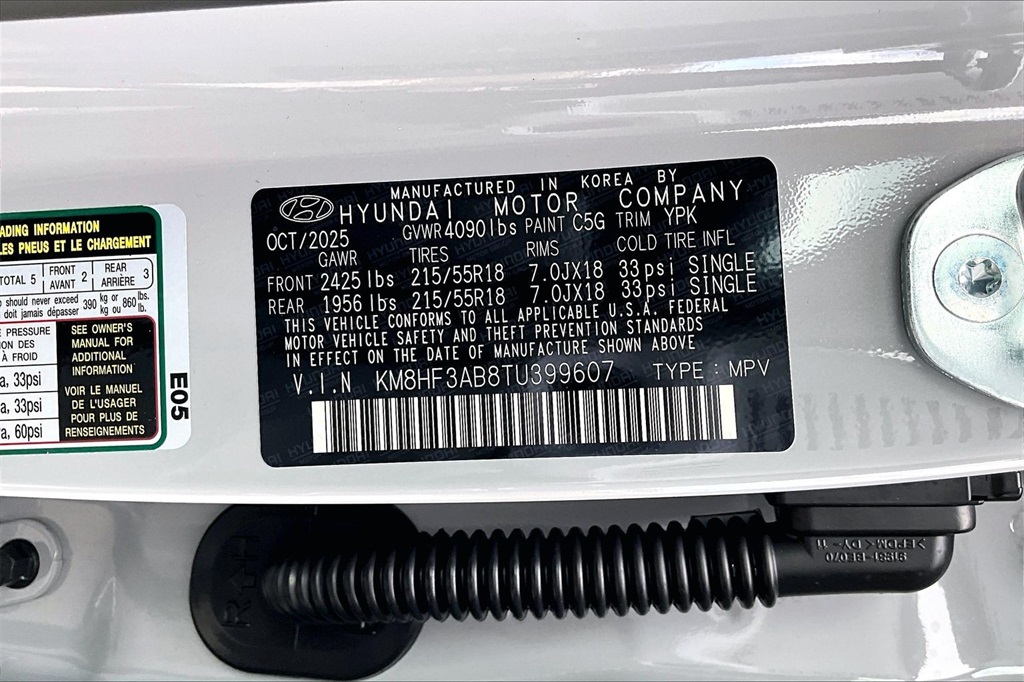 MANUFACTURED IN KOREA BY
HYUNDAI MOTOR COMPANY
OCT/2025 GVWR 4090lbs PAINT C5G TRIM YPK
GAWR TIRES RIMS COLD TIRE INFL
FRONT 2425 lbs 215/55R18 7.0JX18 33psi SINGLE
REAR 1956 lbs 215/55R18 7.0JX18 33psi SINGLE
THIS VEHICLE CONFORMS TO ALL APPLICABLE U.S.A. FEDERAL
MOTOR VEHICLE SAFETY AND THEFT PREVENTION STANDARDS
IN EFFECT ON THE DATE OF MANUFACTURE SHOWN ABOVE
V.I.N KM8HF3AB8TU399607 TYPE : MPV
ADING INFORMATION
LES PNEUS ET LE CHARGEMENT
TOTAL 5 FRONT AVANT 2 REAR ARRIÈRE 3
should never exceed 390 kg or 860 lbs.
doit jamais dépasser kg ou lb.
PRESSURE
DES
À FROID
33psi
33psi
60psi
SEE OWNER'S
MANUAL FOR
ADDITIONAL
INFORMATION
VOIR LE MANUEL
DE L'USAGER
POUR PLUS DE
RENSEIGNEMENTS
E05
R↑H
>EPDM<DY-11
91981-BE070